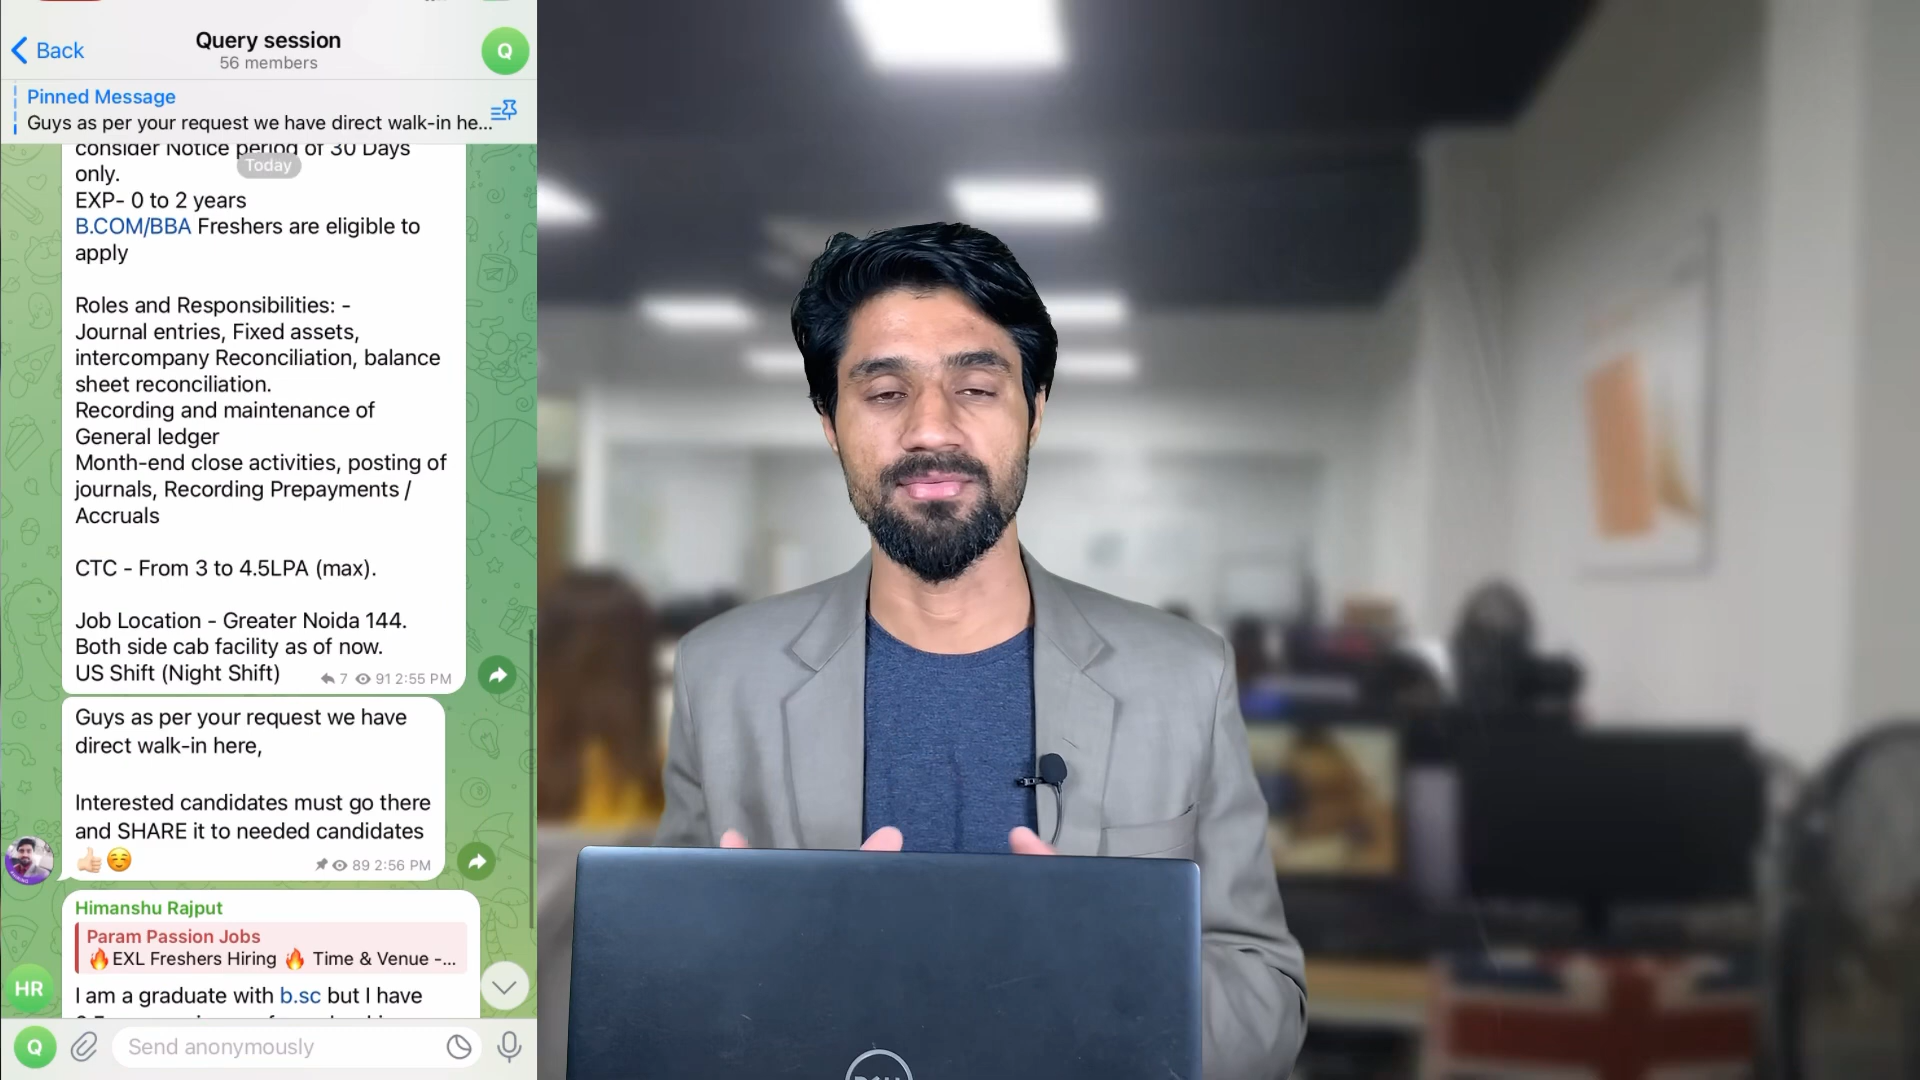 Back
Query session
56 members
Q
Pinned Message
Guys as per your request we have direct walk-in he...
consider Notice period of 30 Days
Today
only.
EXP- 0 to 2 years
B.COM/BBA Freshers are eligible to
apply
Roles and Responsibilities: -
Journal entries, Fixed assets,
intercompany Reconciliation, balance
sheet reconciliation.
Recording and maintenance of
General ledger
Month-end close activities, posting of
journals, Recording Prepayments /
Accruals
CTC - From 3 to 4.5LPA (max).
Job Location - Greater Noida 144.
Both side cab facility as of now.
US Shift (Night Shift)
7 91 2:55 PM
Guys as per your request we have
direct walk-in here,
Interested candidates must go there
and SHARE it to needed candidates
👍🏻☺️
89 2:56 PM
Himanshu Rajput
Param Passion Jobs
🔥EXL Freshers Hiring 🔥 Time & Venue -...
HR
I am a graduate with b.sc but I have
Q
Send anonymously